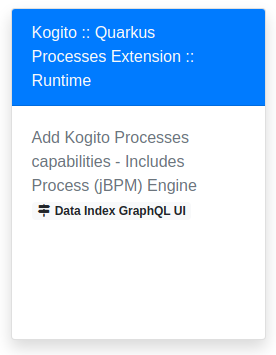 Kogito :: Quarkus
Processes Extension ::
Runtime
Add Kogito Processes
capabilities - Includes
Process (jBPM) Engine
Data Index GraphQL UI